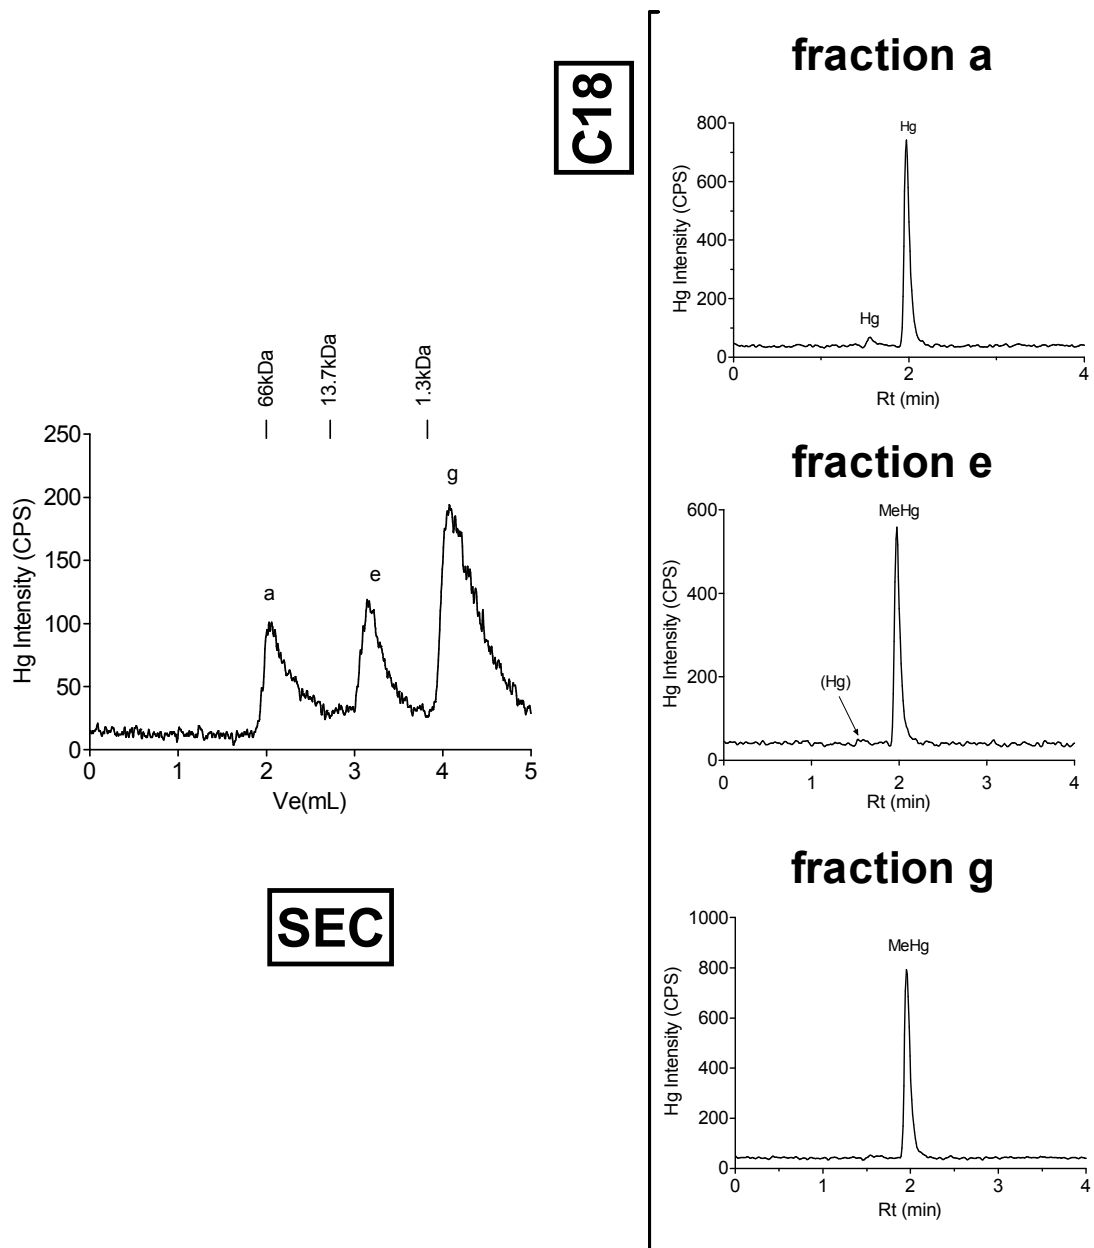 C18
66kDa
13.7kDa
1.3kDa
250
200
150
100
50
0
Hg Intensity (CPS)
a
e
g
0 1 2 3 4 5
Ve(mL)
SEC
fraction a
800
600
400
200
0
Hg Intensity (CPS)
Hg
Hg
0 2 4
Rt (min)
fraction e
600
400
200
0
Hg Intensity (CPS)
MeHg
(Hg)
0 1 2 3 4
Rt (min)
fraction g
1000
800
600
400
200
0
Hg Intensity (CPS)
MeHg
0 1 2 3 4
Rt (min)